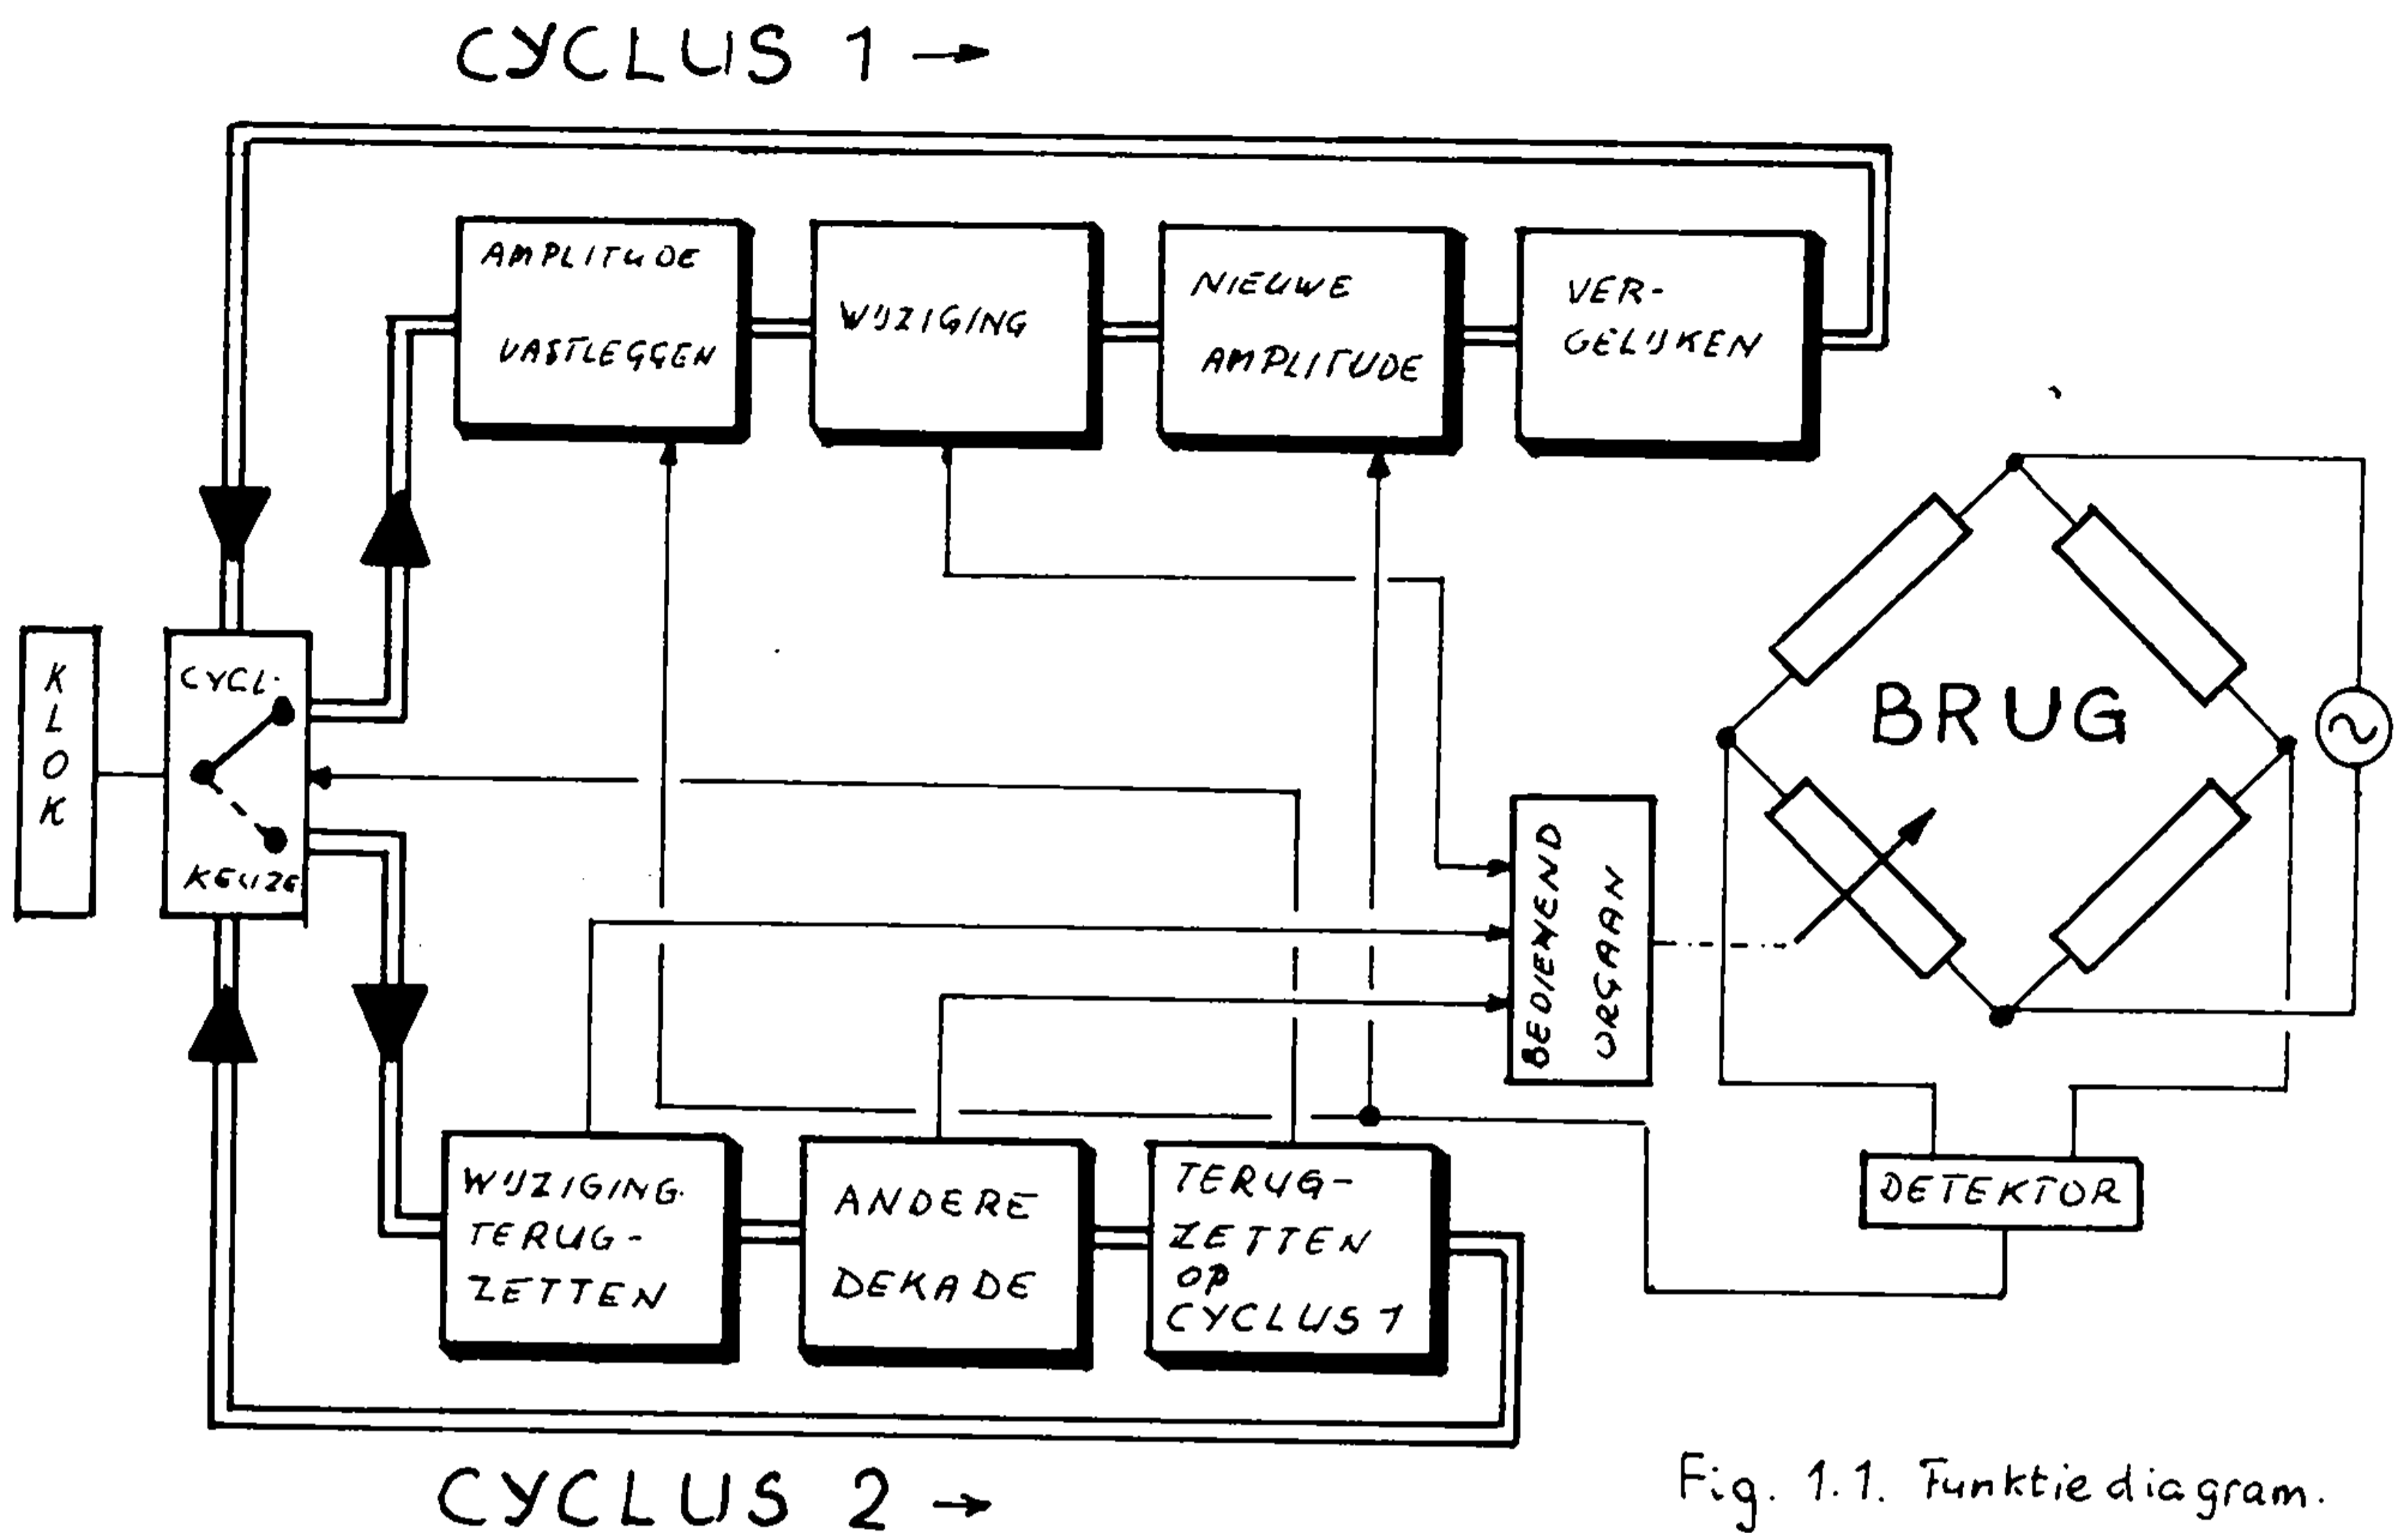 CYCLUS 1
AMPLITUDE
VASTLEGGEN
WIJZIGING
NIEUWE
AMPLITUDE
VER-
GELIJKEN
KLOK
CYCL.
KEUZE
BRUG
BEDIENEND
ORGAAN
WIJZIGING
TERUG-
ZETTEN
ANDERE
DEKADE
TERUG-
ZETTEN
OP
CYCLUS 1
DETEKTOR
CYCLUS 2
Fig. 1.1. Funktiediagram.